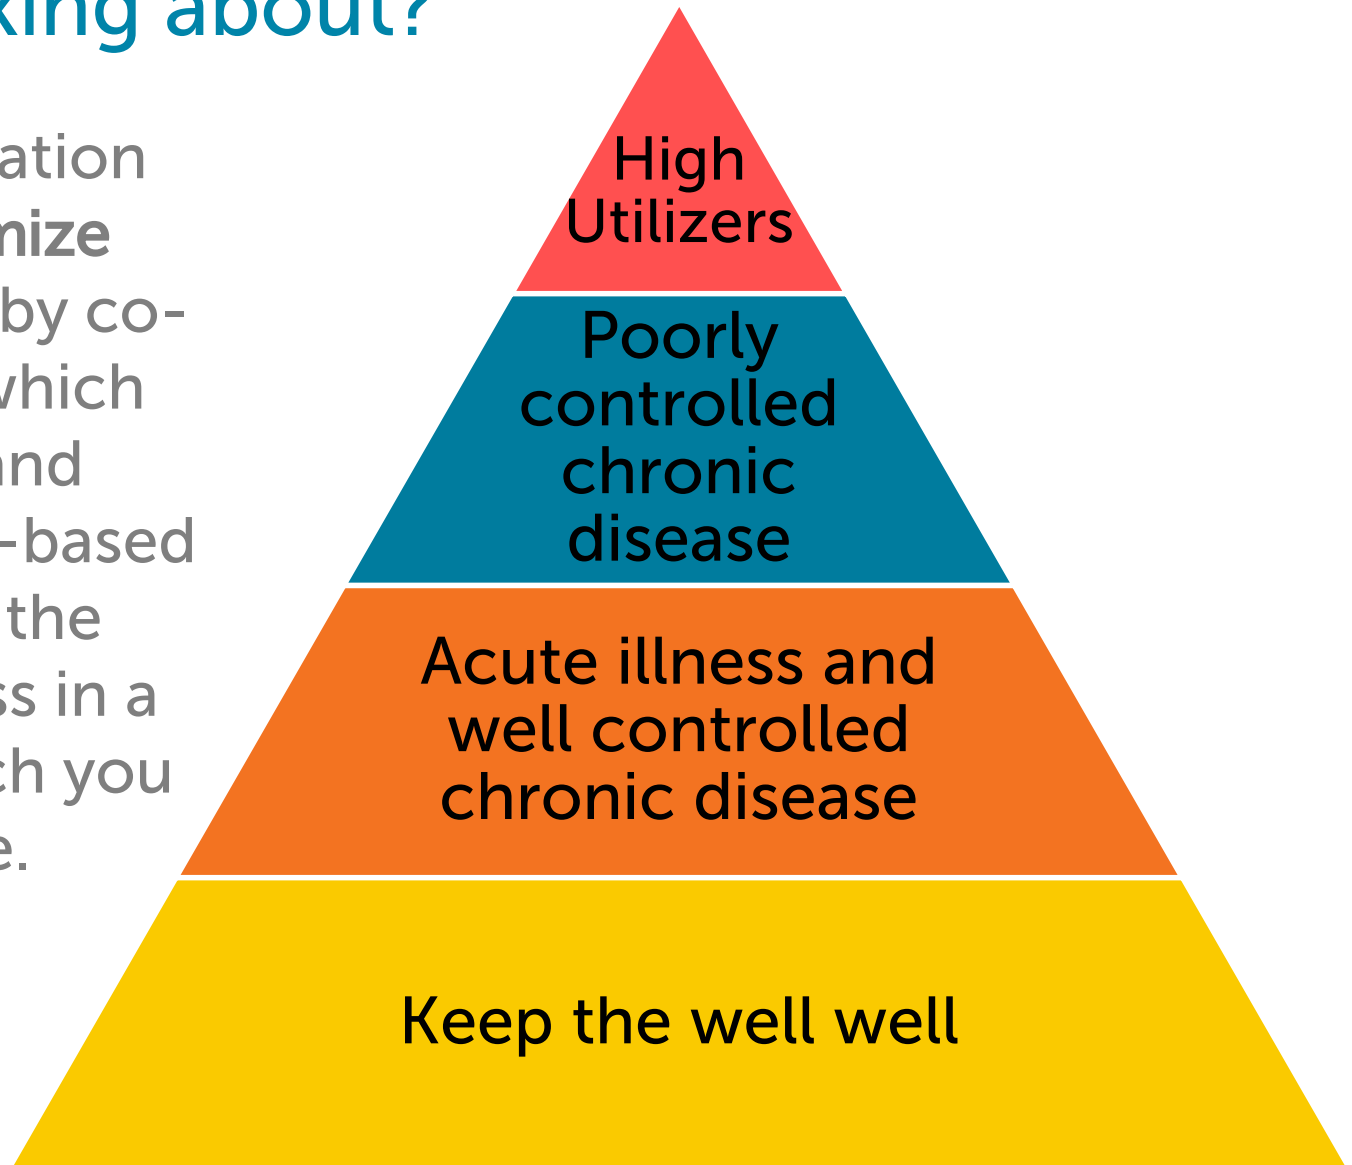 king about?
ation
mize
by co-
which
and
-based
the
ss in a
ch you
e.
High
Utilizers
Poorly
controlled
chronic
disease
Acute illness and
well controlled
chronic disease
Keep the well well